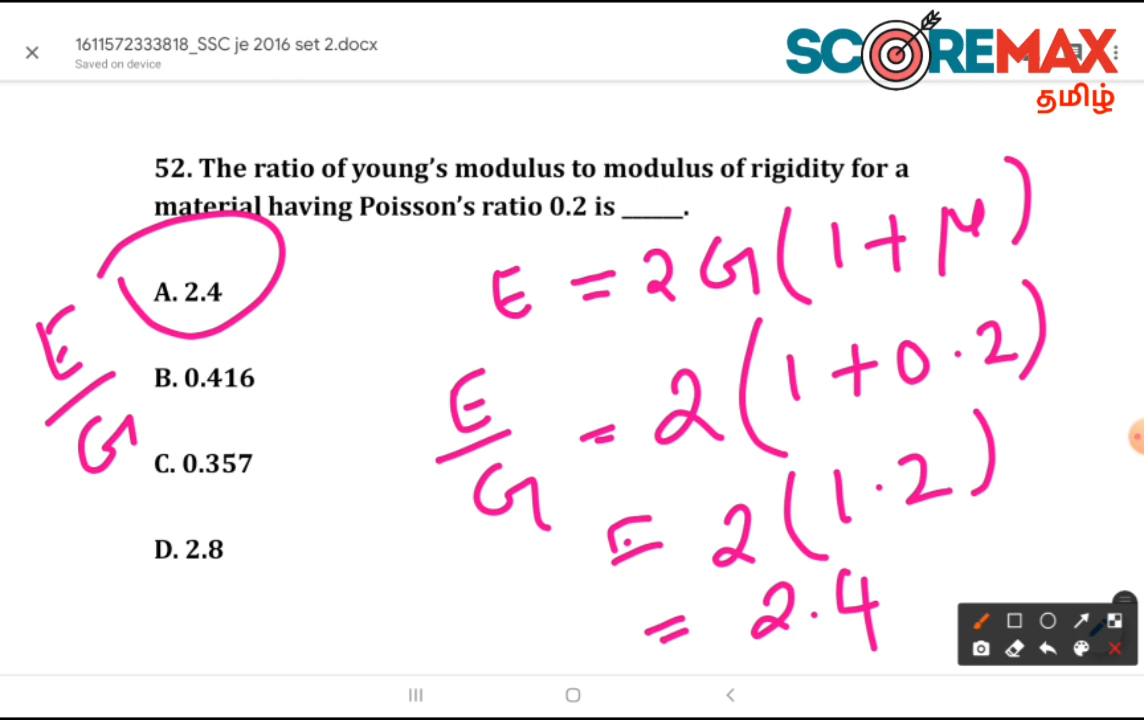 1611572333818_SSC je 2016 set 2.docx
Saved on device
SCOREMAX
தமிழ்
52. The ratio of young's modulus to modulus of rigidity for a
material having Poisson's ratio 0.2 is _____.
A. 2.4
B. 0.416
C. 0.357
D. 2.8
E/G
E = 2G(1+μ)
E/G = 2(1+0.2)
= 2(1.2)
= 2.4